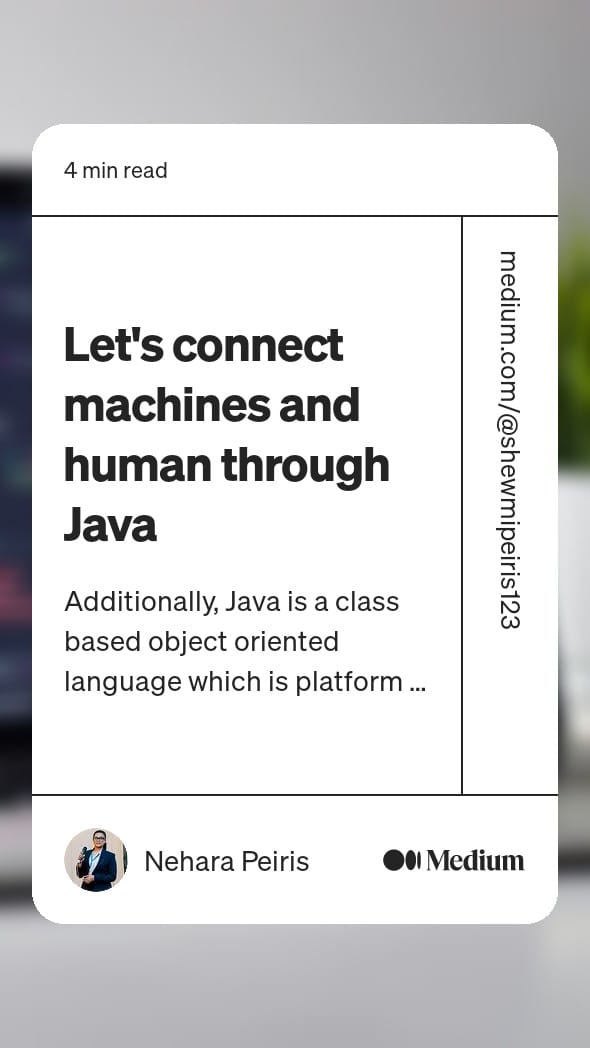 4 min read
Let's connect
machines and
human through
Java
Additionally, Java is a class
based object oriented
language which is platform ...
medium.com/@shewmipeiris123
Nehara Peiris
Medium